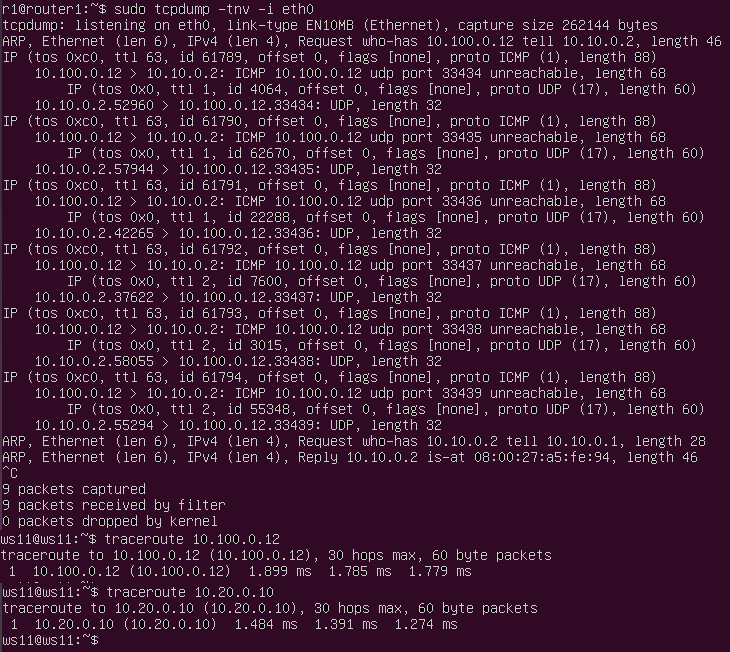 r1@router1:~$ sudo tcpdump -tnv -i eth0
tcpdump: listening on eth0, link-type EN10MB (Ethernet), capture size 262144 bytes
ARP, Ethernet (len 6), IPv4 (len 4), Request who-has 10.100.0.12 tell 10.10.0.2, length 46
IP (tos 0xc0, ttl 63, id 61789, offset 0, flags [none], proto ICMP (1), length 88)
    10.100.0.12 > 10.10.0.2: ICMP 10.100.0.12 udp port 33434 unreachable, length 68
        IP (tos 0x0, ttl 1, id 4064, offset 0, flags [none], proto UDP (17), length 60)
    10.10.0.2.52960 > 10.100.0.12.33434: UDP, length 32
IP (tos 0xc0, ttl 63, id 61790, offset 0, flags [none], proto ICMP (1), length 88)
    10.100.0.12 > 10.10.0.2: ICMP 10.100.0.12 udp port 33435 unreachable, length 68
        IP (tos 0x0, ttl 1, id 62670, offset 0, flags [none], proto UDP (17), length 60)
    10.10.0.2.57944 > 10.100.0.12.33435: UDP, length 32
IP (tos 0xc0, ttl 63, id 61791, offset 0, flags [none], proto ICMP (1), length 88)
    10.100.0.12 > 10.10.0.2: ICMP 10.100.0.12 udp port 33436 unreachable, length 68
        IP (tos 0x0, ttl 1, id 22288, offset 0, flags [none], proto UDP (17), length 60)
    10.10.0.2.42265 > 10.100.0.12.33436: UDP, length 32
IP (tos 0xc0, ttl 63, id 61792, offset 0, flags [none], proto ICMP (1), length 88)
    10.100.0.12 > 10.10.0.2: ICMP 10.100.0.12 udp port 33437 unreachable, length 68
        IP (tos 0x0, ttl 2, id 7600, offset 0, flags [none], proto UDP (17), length 60)
    10.10.0.2.37622 > 10.100.0.12.33437: UDP, length 32
IP (tos 0xc0, ttl 63, id 61793, offset 0, flags [none], proto ICMP (1), length 88)
    10.100.0.12 > 10.10.0.2: ICMP 10.100.0.12 udp port 33438 unreachable, length 68
        IP (tos 0x0, ttl 2, id 3015, offset 0, flags [none], proto UDP (17), length 60)
    10.10.0.2.58055 > 10.100.0.12.33438: UDP, length 32
IP (tos 0xc0, ttl 63, id 61794, offset 0, flags [none], proto ICMP (1), length 88)
    10.100.0.12 > 10.10.0.2: ICMP 10.100.0.12 udp port 33439 unreachable, length 68
        IP (tos 0x0, ttl 2, id 55348, offset 0, flags [none], proto UDP (17), length 60)
    10.10.0.2.55294 > 10.100.0.12.33439: UDP, length 32
ARP, Ethernet (len 6), IPv4 (len 4), Request who-has 10.10.0.2 tell 10.10.0.1, length 28
ARP, Ethernet (len 6), IPv4 (len 4), Reply 10.10.0.2 is-at 08:00:27:a5:fe:94, length 46
^C
9 packets captured
9 packets received by filter
0 packets dropped by kernel
ws11@ws11:~$ traceroute 10.100.0.12
traceroute to 10.100.0.12 (10.100.0.12), 30 hops max, 60 byte packets
 1  10.100.0.12 (10.100.0.12)  1.899 ms  1.785 ms  1.779 ms
ws11@ws11:~$ traceroute 10.20.0.10
traceroute to 10.20.0.10 (10.20.0.10), 30 hops max, 60 byte packets
 1  10.20.0.10 (10.20.0.10)  1.484 ms  1.391 ms  1.274 ms
ws11@ws11:~$